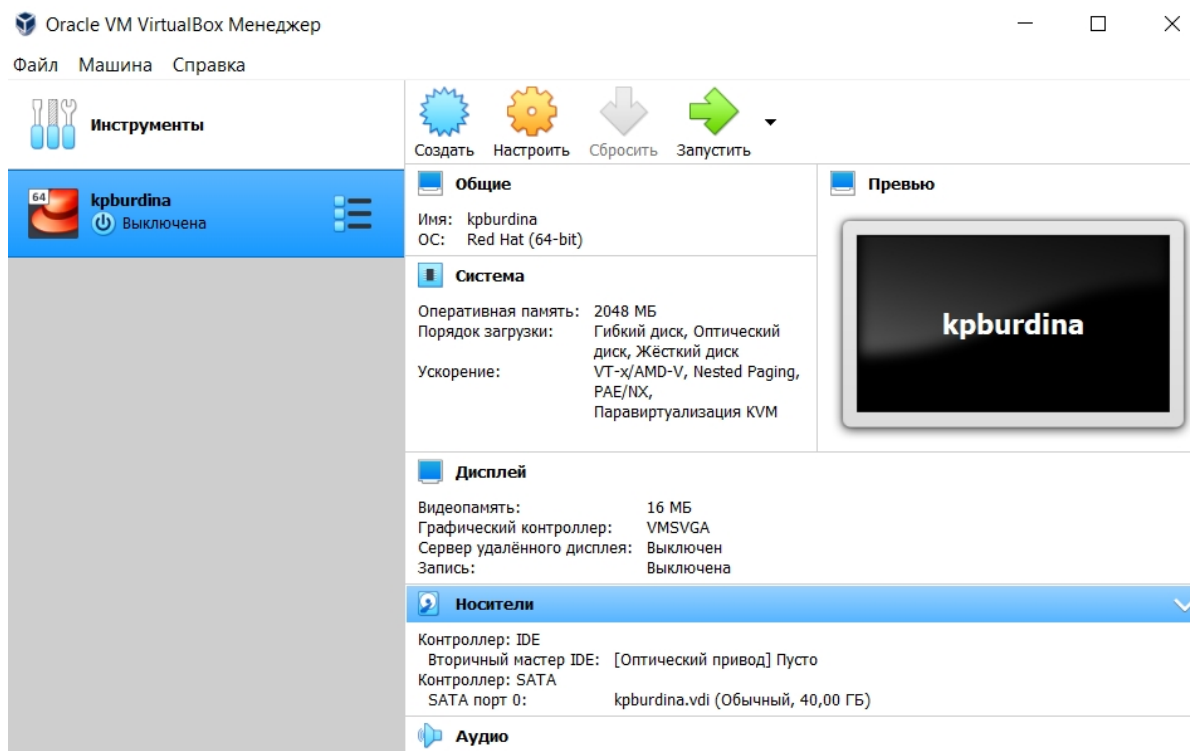 Oracle VM VirtualBox Менеджер
Файл Машина Справка
Инструменты
64
kpburdina
Выключена
Создать Настроить Сбросить Запустить
Общие
Имя: kpburdina
ОС: Red Hat (64-bit)
Превью
kpburdina
Система
Оперативная память: 2048 МБ
Порядок загрузки: Гибкий диск, Оптический
диск, Жёсткий диск
Ускорение: VT-x/AMD-V, Nested Paging,
PAE/NX,
Паравиртуализация KVM
Дисплей
Видеопамять: 16 МБ
Графический контроллер: VMSVGA
Сервер удалённого дисплея: Выключен
Запись: Выключена
Носители
Контроллер: IDE
Вторичный мастер IDE: [Оптический привод] Пусто
Контроллер: SATA
SATA порт 0: kpburdina.vdi (Обычный, 40,00 ГБ)
Аудио